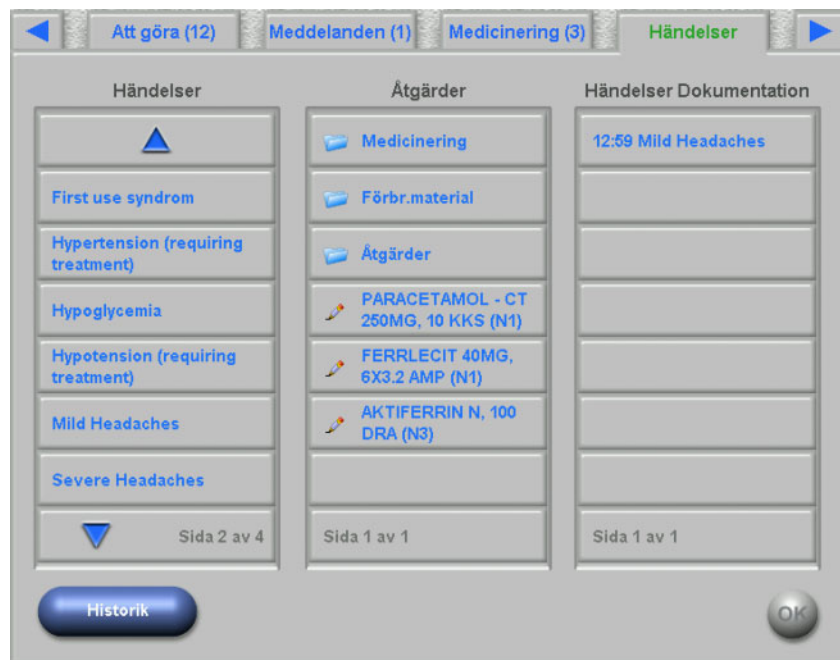 Att göra (12)
Meddelanden (1)
Medicinering (3)
Händelser
Händelser
Åtgärder
Händelser Dokumentation
First use syndrom
Hypertension (requiring
treatment)
Hypoglycemia
Hypotension (requiring
treatment)
Mild Headaches
Severe Headaches
Sida 2 av 4
Medicinering
Förbr.material
Åtgärder
PARACETAMOL - CT
250MG, 10 KKS (N1)
FERRLECIT 40MG,
6X3.2 AMP (N1)
AKTIFERRIN N, 100
DRA (N3)
Sida 1 av 1
12:59 Mild Headaches
Sida 1 av 1
Historik
OK